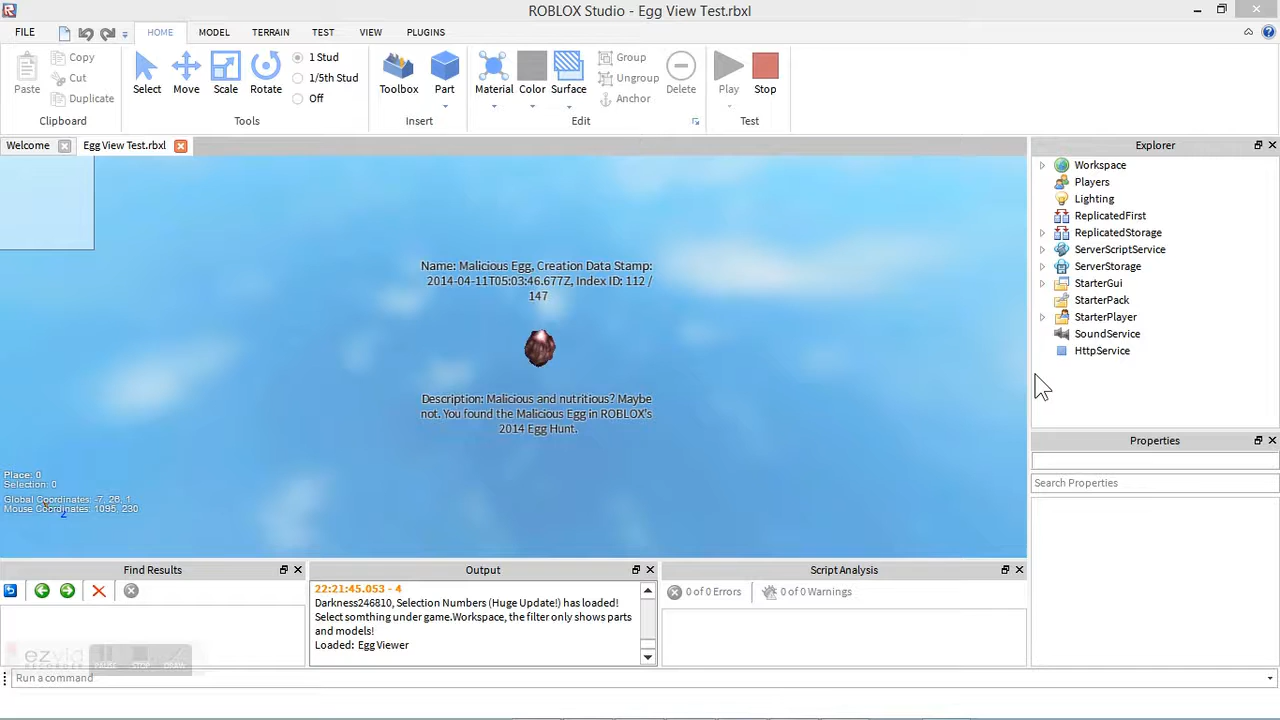 ROBLOX Studio - Egg View Test.rbxl
FILE
HOME
MODEL
TERRAIN
TEST
VIEW
PLUGINS
Paste
Copy
Cut
Duplicate
Clipboard
Select
Move
Scale
Rotate
1 Stud
1/5th Stud
Off
Tools
Toolbox
Part
Insert
Material
Color
Surface
Group
Ungroup
Anchor
Delete
Edit
Play
Stop
Test
Welcome
Egg View Test.rbxl
Name: Malicious Egg, Creation Data Stamp:
2014-04-11T05:03:46.677Z, Index ID: 112 /
147
Description: Malicious and nutritious? Maybe
not. You found the Malicious Egg in ROBLOX's
2014 Egg Hunt.
Place: 0
Selection: 0
Global Coordinates: -7, 26, 1
Mouse Coordinates: 1095, 230
Explorer
Workspace
Players
Lighting
ReplicatedFirst
ReplicatedStorage
ServerScriptService
ServerStorage
StarterGui
StarterPack
StarterPlayer
SoundService
HttpService
Properties
Search Properties
Find Results
Output
22:21:45.053 - 4
Darkness246810, Selection Numbers (Huge Update!) has loaded!
Select somthing under game.Workspace, the filter only shows parts
and models!
Loaded: Egg Viewer
Script Analysis
0 of 0 Errors
0 of 0 Warnings
ezvid
RECORDER
PAUSE
STOP
DRAW
Run a command